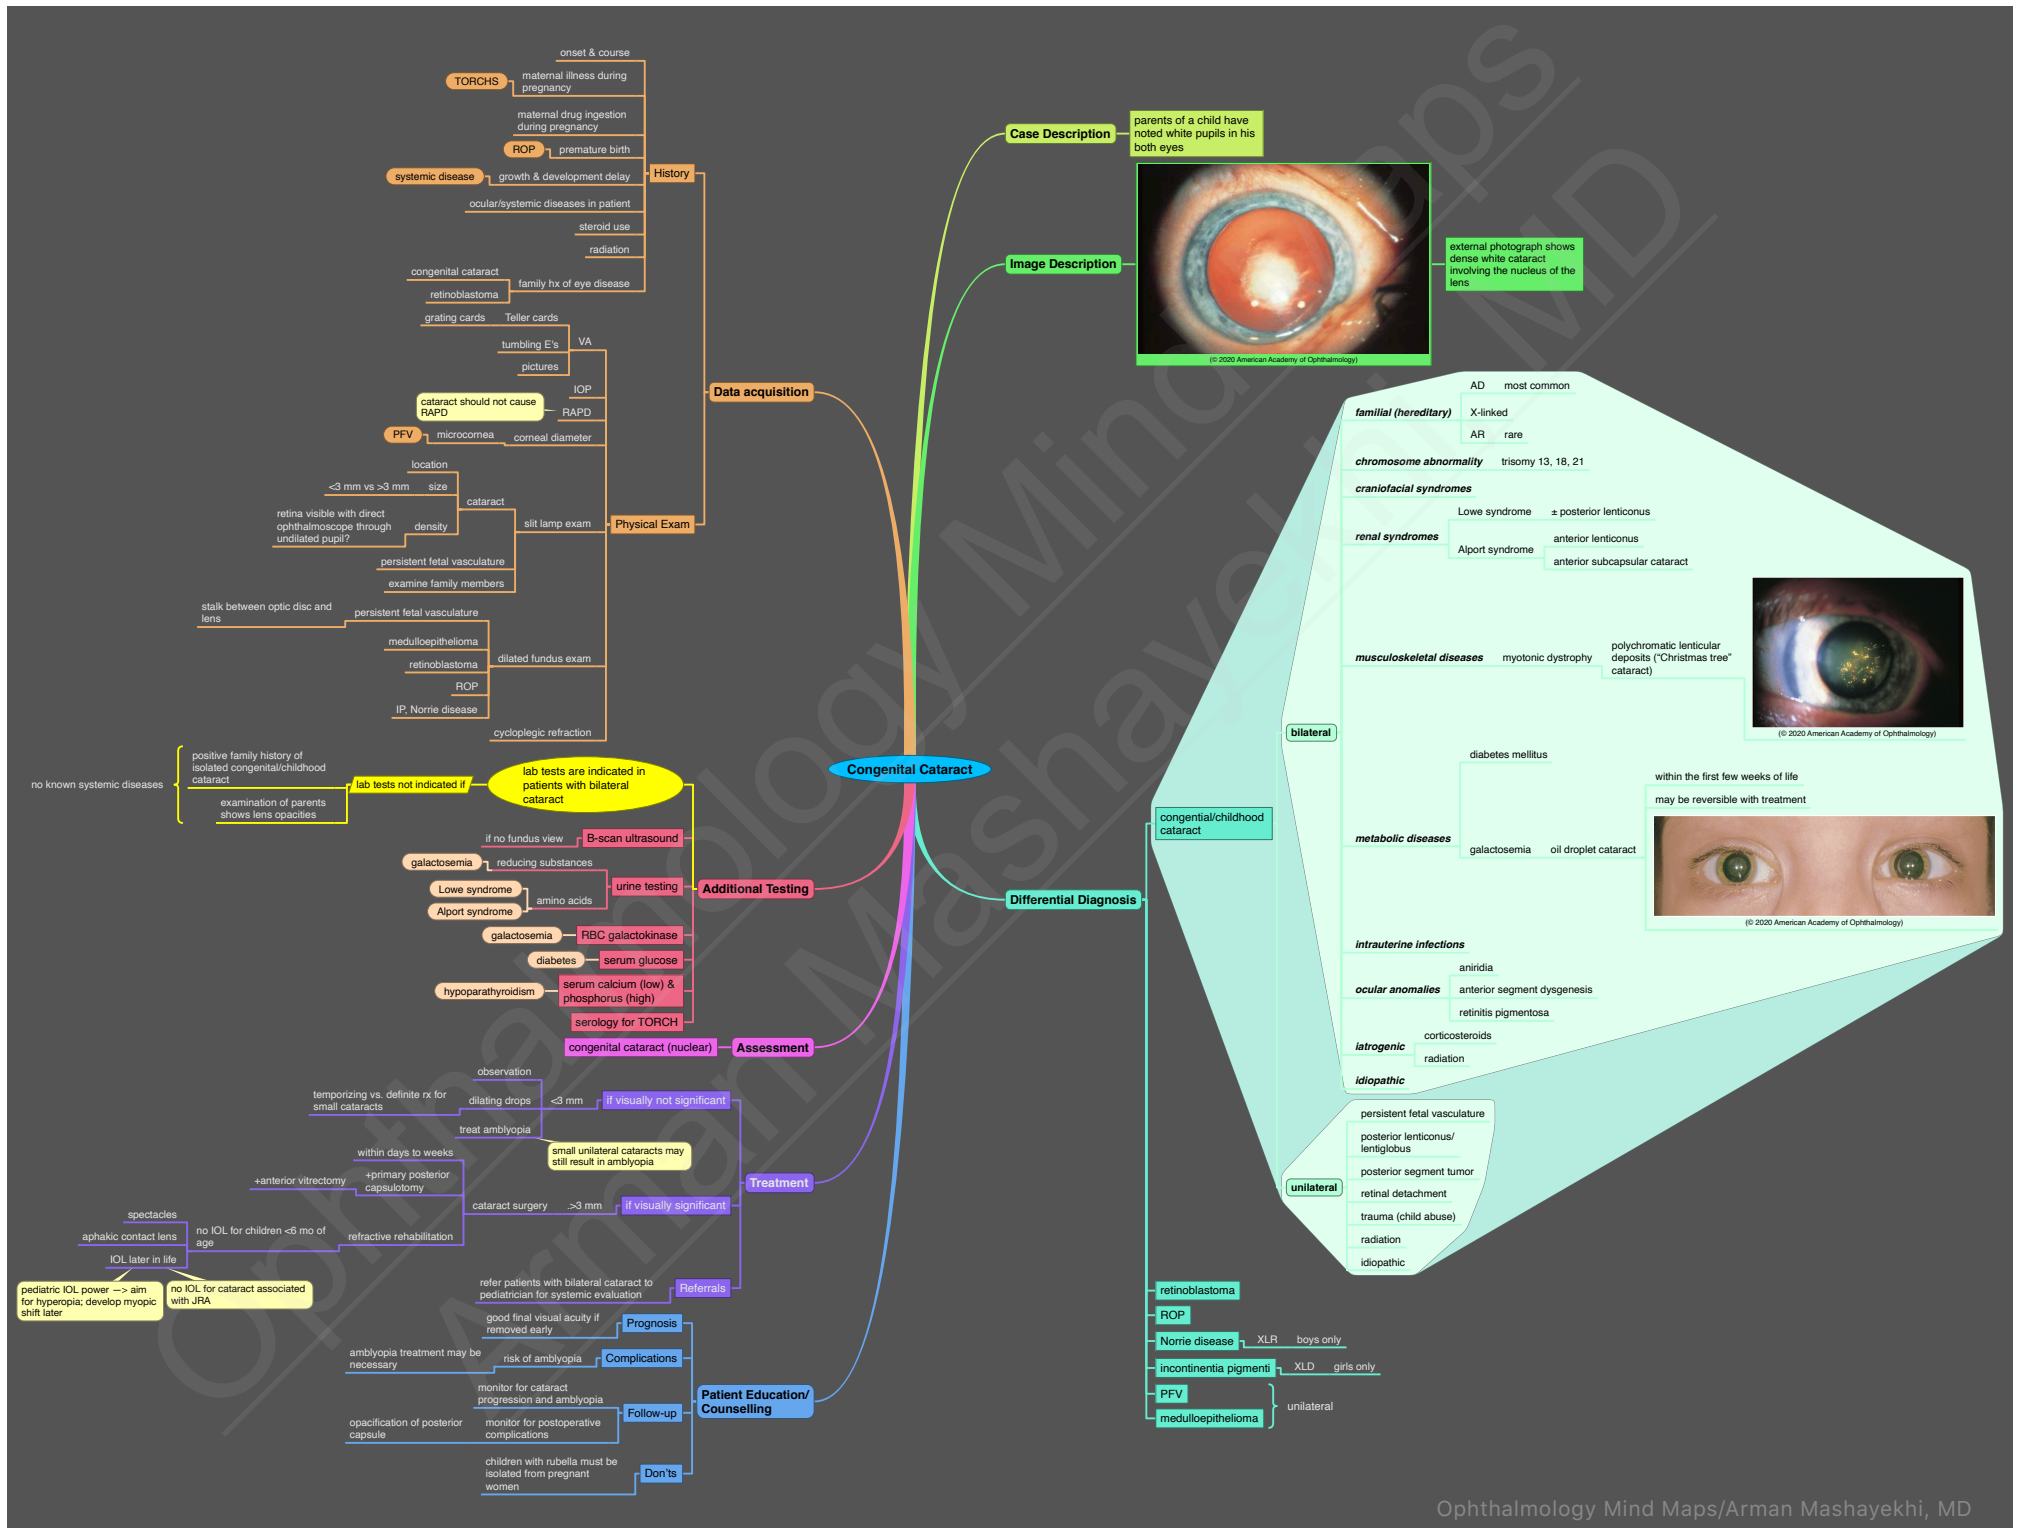 Congenital Cataract
Case Description
parents of a child have
noted white pupils in his
both eyes
Image Description
(© 2020 American Academy of Ophthalmology)
external photograph shows
dense white cataract
involving the nucleus of the
lens
Data acquisition
History
onset & course
maternal illness during
pregnancy
TORCHS
maternal drug ingestion
during pregnancy
premature birth
ROP
growth & development delay
systemic disease
ocular/systemic diseases in patient
steroid use
radiation
family hx of eye disease
congenital cataract
retinoblastoma
Physical Exam
VA
Teller cards
grating cards
tumbling E's
pictures
IOP
RAPD
cataract should not cause
RAPD
corneal diameter
microcornea
PFV
slit lamp exam
cataract
location
size
<3 mm vs >3 mm
density
retina visible with direct
ophthalmoscope through
undilated pupil?
persistent fetal vasculature
examine family members
dilated fundus exam
persistent fetal vasculature
stalk between optic disc and
lens
medulloepithelioma
retinoblastoma
ROP
IP, Norrie disease
cycloplegic refraction
Additional Testing
lab tests are indicated in
patients with bilateral
cataract
lab tests not indicated if
positive family history of
isolated congenital/childhood
cataract
examination of parents
shows lens opacities
no known systemic diseases
B-scan ultrasound
if no fundus view
urine testing
reducing substances
galactosemia
amino acids
Lowe syndrome
Alport syndrome
RBC galactokinase
galactosemia
serum glucose
diabetes
serum calcium (low) &
phosphorus (high)
hypoparathyroidism
serology for TORCH
Assessment
congenital cataract (nuclear)
Treatment
if visually not significant
<3 mm
observation
dilating drops
temporizing vs. definite rx for
small cataracts
treat amblyopia
small unilateral cataracts may
still result in amblyopia
if visually significant
.>3 mm
cataract surgery
within days to weeks
+primary posterior
capsulotomy
+anterior vitrectomy
refractive rehabilitation
no IOL for children <6 mo of
age
spectacles
aphakic contact lens
IOL later in life
pediatric IOL power —> aim
for hyperopia; develop myopic
shift later
no IOL for cataract associated
with JRA
Referrals
refer patients with bilateral cataract to
pediatrician for systemic evaluation
Patient Education/
Counselling
Prognosis
good final visual acuity if
removed early
Complications
risk of amblyopia
amblyopia treatment may be
necessary
Follow-up
monitor for cataract
progression and amblyopia
monitor for postoperative
complications
opacification of posterior
capsule
Don'ts
children with rubella must be
isolated from pregnant
women
Differential Diagnosis
congential/childhood
cataract
bilateral
familial (hereditary)
AD most common
X-linked
AR rare
chromosome abnormality trisomy 13, 18, 21
craniofacial syndromes
renal syndromes
Lowe syndrome ± posterior lenticonus
Alport syndrome
anterior lenticonus
anterior subcapsular cataract
musculoskeletal diseases myotonic dystrophy
polychromatic lenticular
deposits (“Christmas tree”
cataract)
(© 2020 American Academy of Ophthalmology)
metabolic diseases
diabetes mellitus
galactosemia oil droplet cataract
within the first few weeks of life
may be reversible with treatment
(© 2020 American Academy of Ophthalmology)
intrauterine infections
ocular anomalies
aniridia
anterior segment dysgenesis
retinitis pigmentosa
iatrogenic
corticosteroids
radiation
idiopathic
unilateral
persistent fetal vasculature
posterior lenticonus/
lentiglobus
posterior segment tumor
retinal detachment
trauma (child abuse)
radiation
idiopathic
retinoblastoma
ROP
Norrie disease XLR boys only
incontinentia pigmenti XLD girls only
PFV
medulloepithelioma
unilateral
Ophthalmology Mind Maps
Arman Mashayekhi, MD
Ophthalmology Mind Maps/Arman Mashayekhi, MD